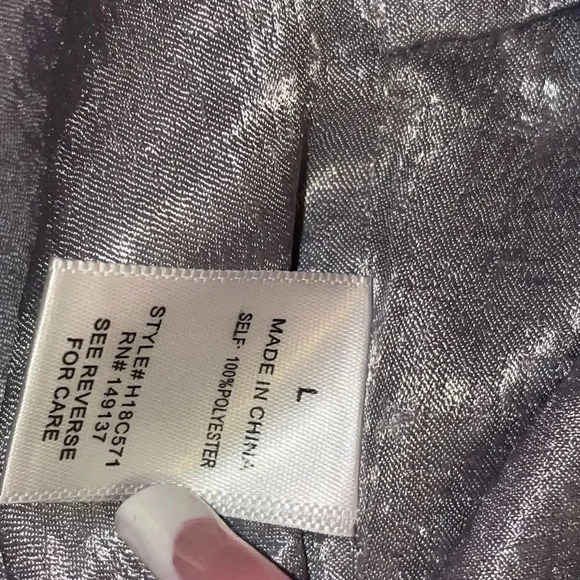 L
MADE IN CHINA
SELF: 100%POLYESTER
STYLE# H18C571
RN# 149137
SEE REVERSE
FOR CARE